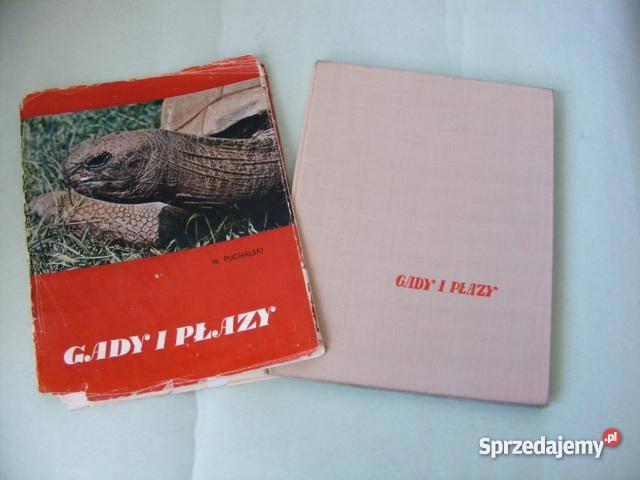 W. PUCHALSKI
GADY I PŁAZY
GADY I PŁAZY
Sprzedajemy.pl